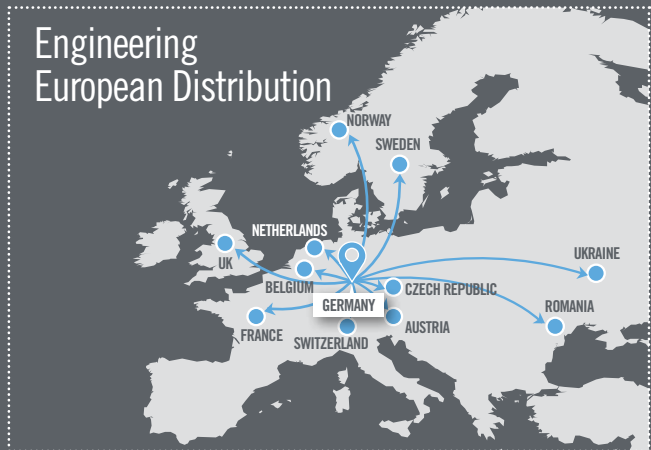 Engineering
European Distribution
NORWAY
SWEDEN
NETHERLANDS
UK
UKRAINE
BELGIUM
CZECH REPUBLIC
GERMANY
ROMANIA
FRANCE
SWITZERLAND
AUSTRIA